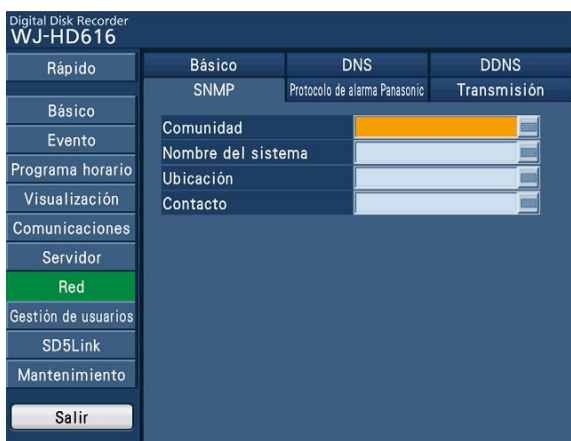 Digital Disk Recorder
WJ-HD616
Rápido
Básico
Evento
Programa horario
Visualización
Comunicaciones
Servidor
Red
Gestión de usuarios
SD5Link
Mantenimiento
Salir
Básico DNS DDNS
SNMP Protocolo de alarma Panasonic Transmisión
Comunidad
Nombre del sistema
Ubicación
Contacto